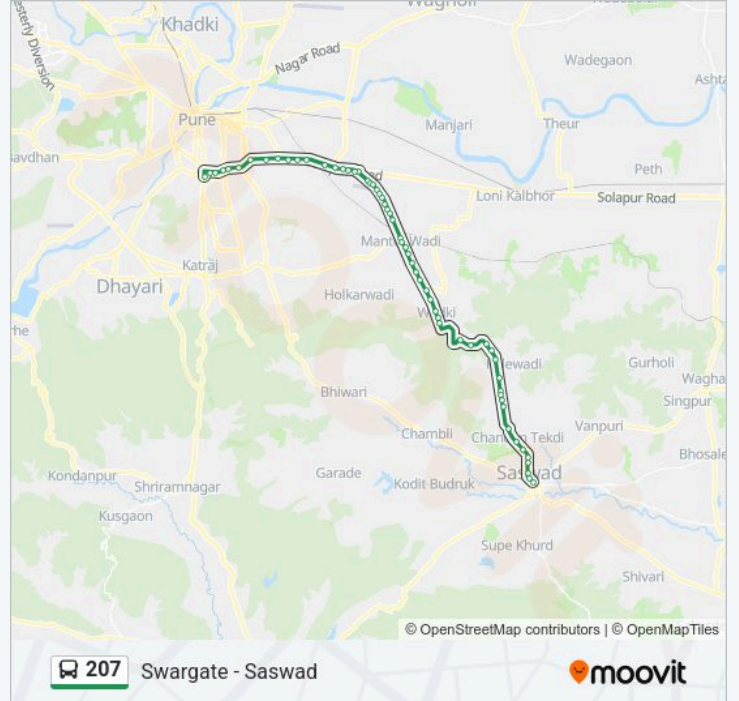 Wagholi
Khadki
Nagar Road
Wadegaon
Pune
Manjari
Theur
Peth
Loni Kalbhor
Solapur Road
Katraj
Dhayari
Holkarwadi
Gurholi
Bhiwari
Singpur
Chambli
Vanpuri
Saswad
Garade
Kodit Budruk
Kondanpur
Shriramnagar
Kusgaon
Supe Khurd
Shivari
© OpenStreetMap contributors | © OpenMapTiles
207 Swargate - Saswad
moovit